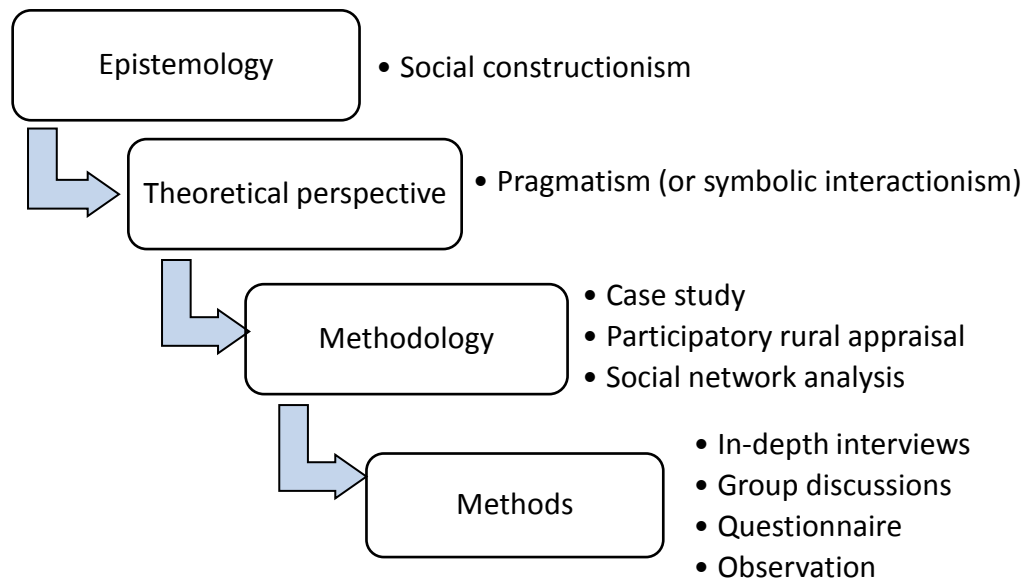 Epistemology
• Social constructionism
Theoretical perspective
• Pragmatism (or symbolic interactionism)
Methodology
• Case study
• Participatory rural appraisal
• Social network analysis
Methods
• In-depth interviews
• Group discussions
• Questionnaire
• Observation